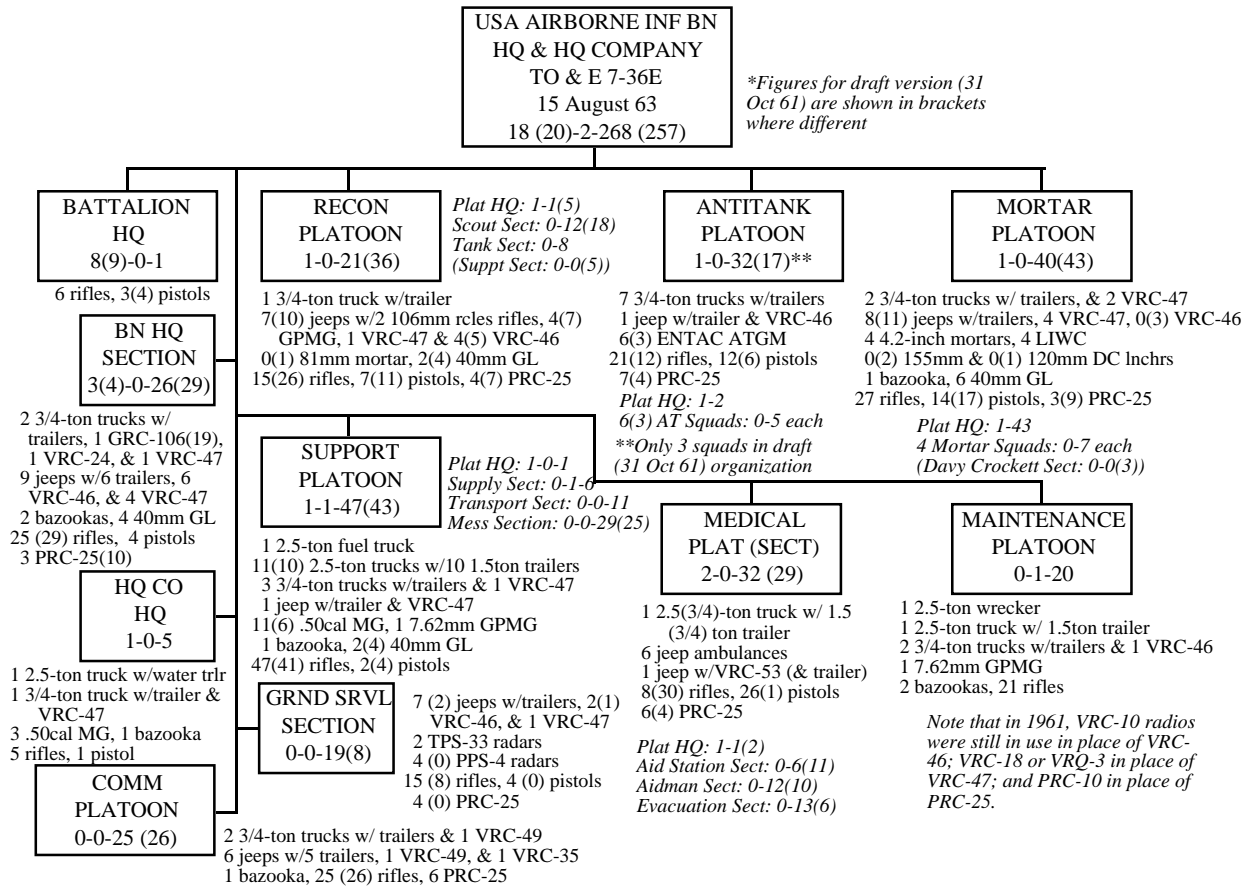 USA AIRBORNE INF BN
HQ & HQ COMPANY
TO & E 7-36E
15 August 63
18 (20)-2-268 (257)
*Figures for draft version (31
Oct 61) are shown in brackets
where different
BATTALION
HQ
8(9)-0-1
6 rifles, 3(4) pistols
BN HQ
SECTION
3(4)-0-26(29)
2 3/4-ton trucks w/
trailers, 1 GRC-106(19),
1 VRC-24, & 1 VRC-47
9 jeeps w/6 trailers, 6
VRC-46, & 4 VRC-47
2 bazookas, 4 40mm GL
25 (29) rifles, 4 pistols
3 PRC-25(10)
HQ CO
HQ
1-0-5
1 2.5-ton truck w/water trlr
1 3/4-ton truck w/trailer &
VRC-47
3 .50cal MG, 1 bazooka
5 rifles, 1 pistol
COMM
PLATOON
0-0-25 (26)
2 3/4-ton trucks w/ trailers & 1 VRC-49
6 jeeps w/5 trailers, 1 VRC-49, & 1 VRC-35
1 bazooka, 25 (26) rifles, 6 PRC-25
RECON
PLATOON
1-0-21(36)
Plat HQ: 1-1(5)
Scout Sect: 0-12(18)
Tank Sect: 0-8
(Suppt Sect: 0-0(5))
1 3/4-ton truck w/trailer
7(10) jeeps w/2 106mm rcles rifles, 4(7)
GPMG, 1 VRC-47 & 4(5) VRC-46
0(1) 81mm mortar, 2(4) 40mm GL
15(26) rifles, 7(11) pistols, 4(7) PRC-25
SUPPORT
PLATOON
1-1-47(43)
Plat HQ: 1-0-1
Supply Sect: 0-1-6
Transport Sect: 0-0-11
Mess Section: 0-0-29(25)
1 2.5-ton fuel truck
11(10) 2.5-ton trucks w/10 1.5ton trailers
3 3/4-ton trucks w/trailers & 1 VRC-47
1 jeep w/trailer & VRC-47
11(6) .50cal MG, 1 7.62mm GPMG
1 bazooka, 2(4) 40mm GL
47(41) rifles, 2(4) pistols
GRND SRVL
SECTION
0-0-19(8)
7 (2) jeeps w/trailers, 2(1)
VRC-46, & 1 VRC-47
2 TPS-33 radars
4 (0) PPS-4 radars
15 (8) rifles, 4 (0) pistols
4 (0) PRC-25
ANTITANK
PLATOON
1-0-32(17)**
7 3/4-ton trucks w/trailers
1 jeep w/trailer & VRC-46
6(3) ENTAC ATGM
21(12) rifles, 12(6) pistols
7(4) PRC-25
Plat HQ: 1-2
6(3) AT Squads: 0-5 each
**Only 3 squads in draft
(31 Oct 61) organization
MEDICAL
PLAT (SECT)
2-0-32 (29)
1 2.5(3/4)-ton truck w/ 1.5
(3/4) ton trailer
6 jeep ambulances
1 jeep w/VRC-53 (& trailer)
8(30) rifles, 26(1) pistols
6(4) PRC-25
Plat HQ: 1-1(2)
Aid Station Sect: 0-6(11)
Aidman Sect: 0-12(10)
Evacuation Sect: 0-13(6)
MORTAR
PLATOON
1-0-40(43)
2 3/4-ton trucks w/ trailers, & 2 VRC-47
8(11) jeeps w/trailers, 4 VRC-47, 0(3) VRC-46
4 4.2-inch mortars, 4 LIWC
0(2) 155mm & 0(1) 120mm DC lnchrs
1 bazooka, 6 40mm GL
27 rifles, 14(17) pistols, 3(9) PRC-25
Plat HQ: 1-43
4 Mortar Squads: 0-7 each
(Davy Crockett Sect: 0-0(3))
MAINTENANCE
PLATOON
0-1-20
1 2.5-ton wrecker
1 2.5-ton truck w/ 1.5ton trailer
2 3/4-ton trucks w/trailers & 1 VRC-46
1 7.62mm GPMG
2 bazookas, 21 rifles
Note that in 1961, VRC-10 radios
were still in use in place of VRC-
46; VRC-18 or VRQ-3 in place of
VRC-47; and PRC-10 in place of
PRC-25.